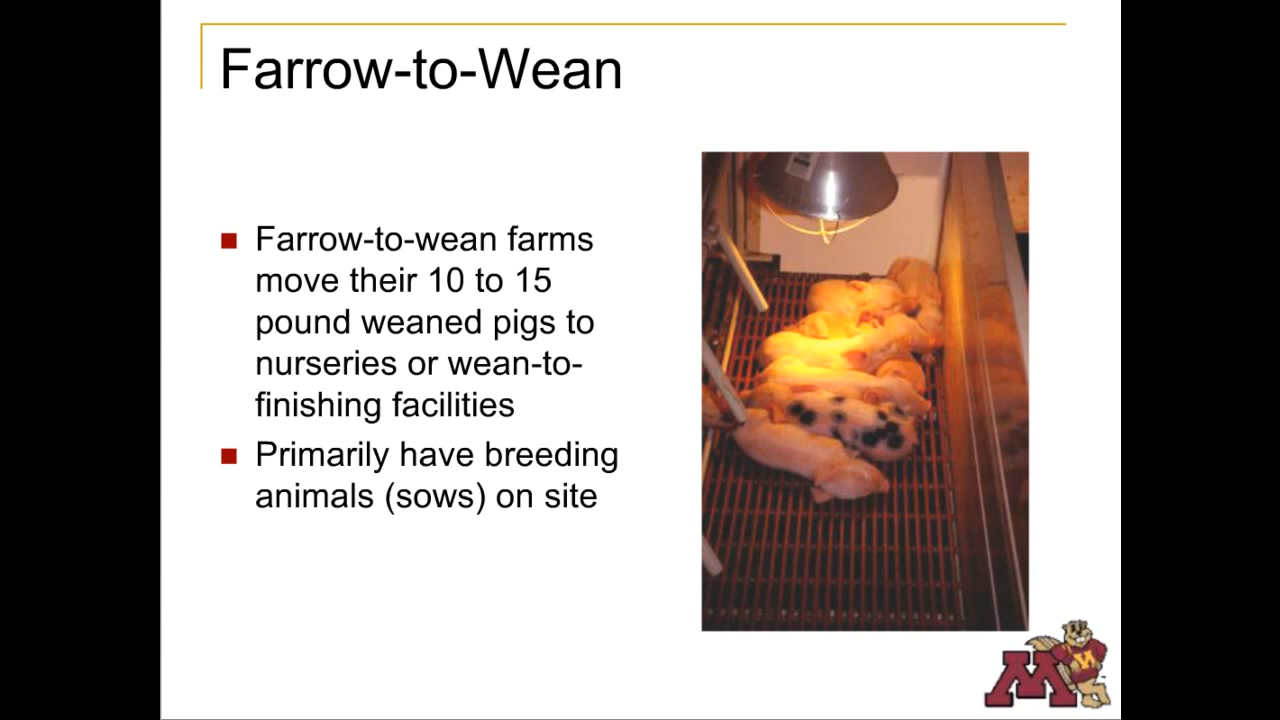 Farrow-to-Wean
Farrow-to-wean farms
move their 10 to 15
pound weaned pigs to
nurseries or wean-to-
finishing facilities
Primarily have breeding
animals (sows) on site
M